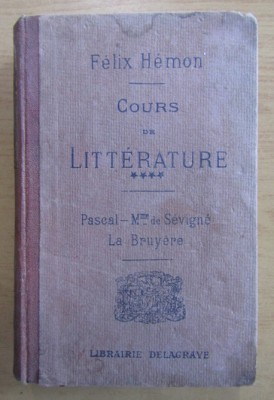 Félix Hémon
COURS
DE
LITTÉRATURE
****
Pascal – Mme de Sévigné
La Bruyère
LIBRAIRIE DELAGRAVE